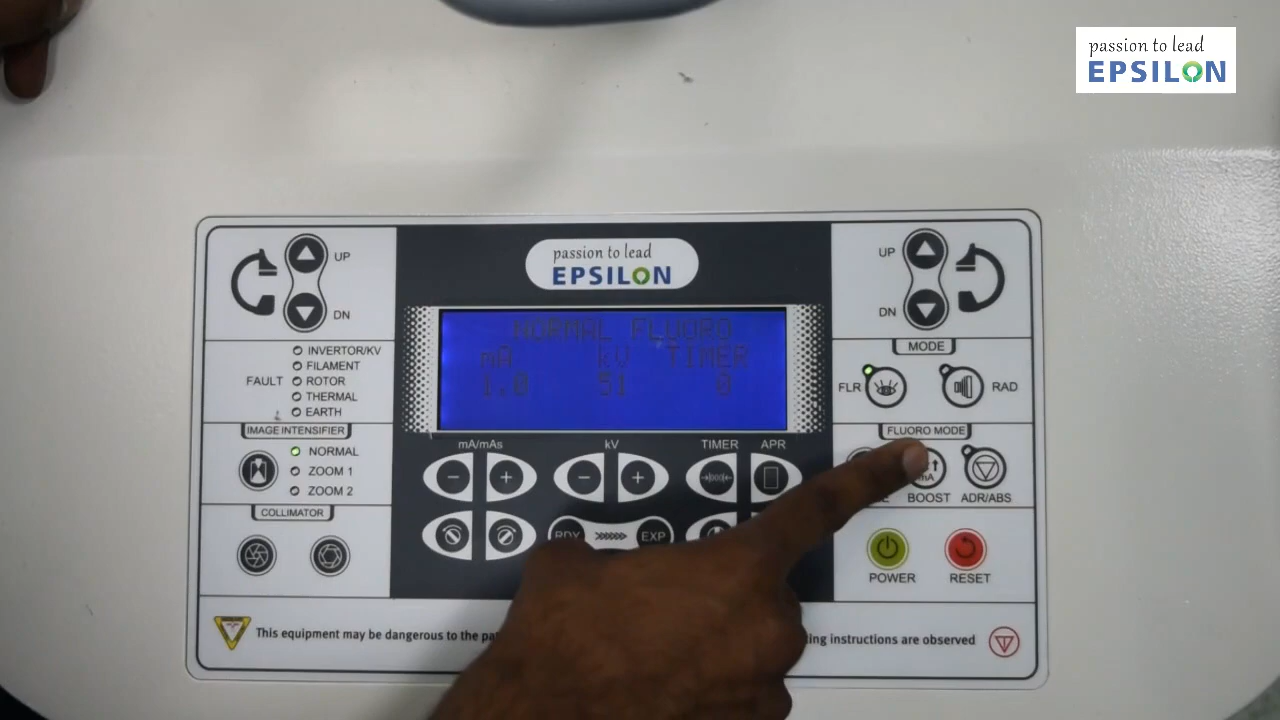 passion to lead
EPSILON
passion to lead
EPSILON
UP
DN
UP
DN
NORMAL FLUORO
mA kV TIMER
1.0 51 0
FAULT
INVERTOR/KV
FILAMENT
ROTOR
THERMAL
EARTH
IMAGE INTENSIFIER
NORMAL
ZOOM 1
ZOOM 2
COLLIMATOR
mA/mAs kV TIMER APR
RDY EXP
MODE
FLR RAD
FLUORO MODE
mA
BOOST ADR/ABS
POWER RESET
This equipment may be dangerous to the
instructions are observed